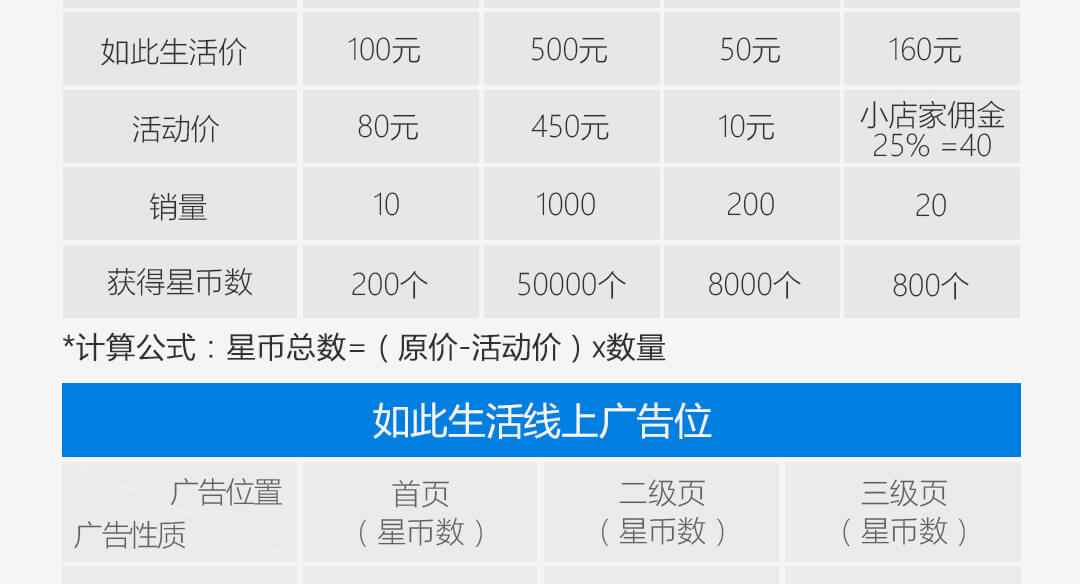 如此生活价 100元 500元 50元 160元
活动价 80元 450元 10元 小店家佣金
25% =40
销量 10 1000 200 20
获得星币数 200个 50000个 8000个 800个
*计算公式：星币总数=（原价-活动价）x数量
如此生活线上广告位
广告位置 首页 二级页 三级页
广告性质 （星币数） （星币数） （星币数）